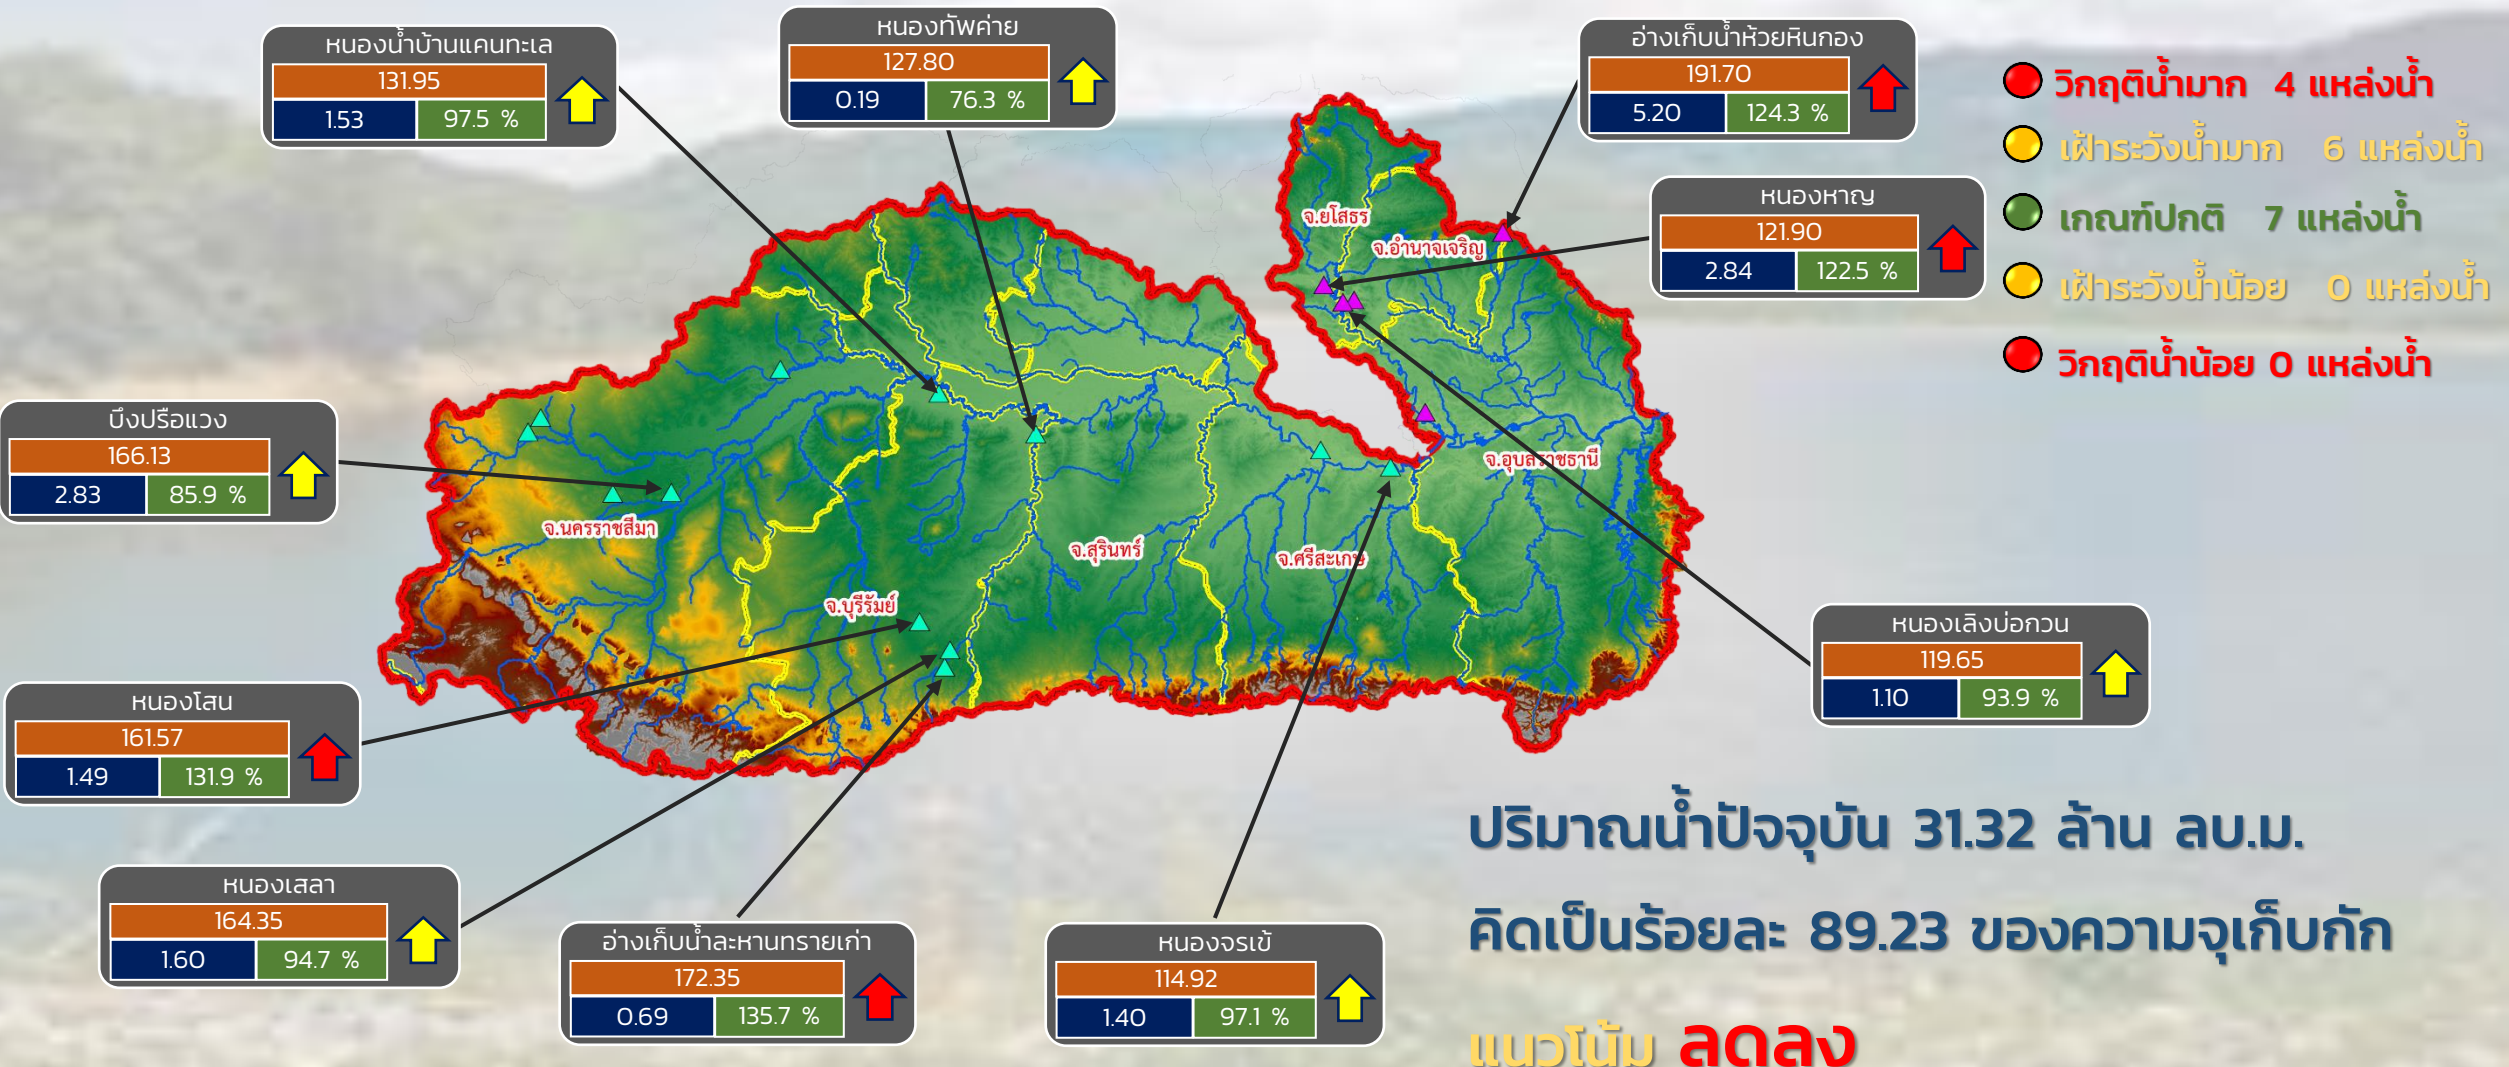 หนองน้ำบ้านแคนทะเล
131.95
1.53 97.5 %
หนองทัพค่าย
127.80
0.19 76.3 %
อ่างเก็บน้ำห้วยหินกอง
191.70
5.20 124.3 %
วิกฤติน้ำมาก 4 แหล่งน้ำ
เฝ้าระวังน้ำมาก 6 แหล่งน้ำ
เกณฑ์ปกติ 7 แหล่งน้ำ
เฝ้าระวังน้ำน้อย 0 แหล่งน้ำ
วิกฤติน้ำน้อย 0 แหล่งน้ำ
หนองหาญ
121.90
2.84 122.5 %
จ.ยโสธร
จ.อำนาจเจริญ
บึงปรือแวง
166.13
2.83 85.9 %
จ.นครราชสีมา
จ.บุรีรัมย์
จ.สุรินทร์
จ.ศรีสะเกษ
จ.อุบลราชธานี
หนองเลิงบ่อกวน
119.65
1.10 93.9 %
หนองโสน
161.57
1.49 131.9 %
หนองเสลา
164.35
1.60 94.7 %
อ่างเก็บน้ำละหานทรายเก่า
172.35
0.69 135.7 %
หนองจรเข้
114.92
1.40 97.1 %
ปริมาณน้ำปัจจุบัน 31.32 ล้าน ลบ.ม.
คิดเป็นร้อยละ 89.23 ของความจุเก็บกัก
แนวโน้ม ลดลง